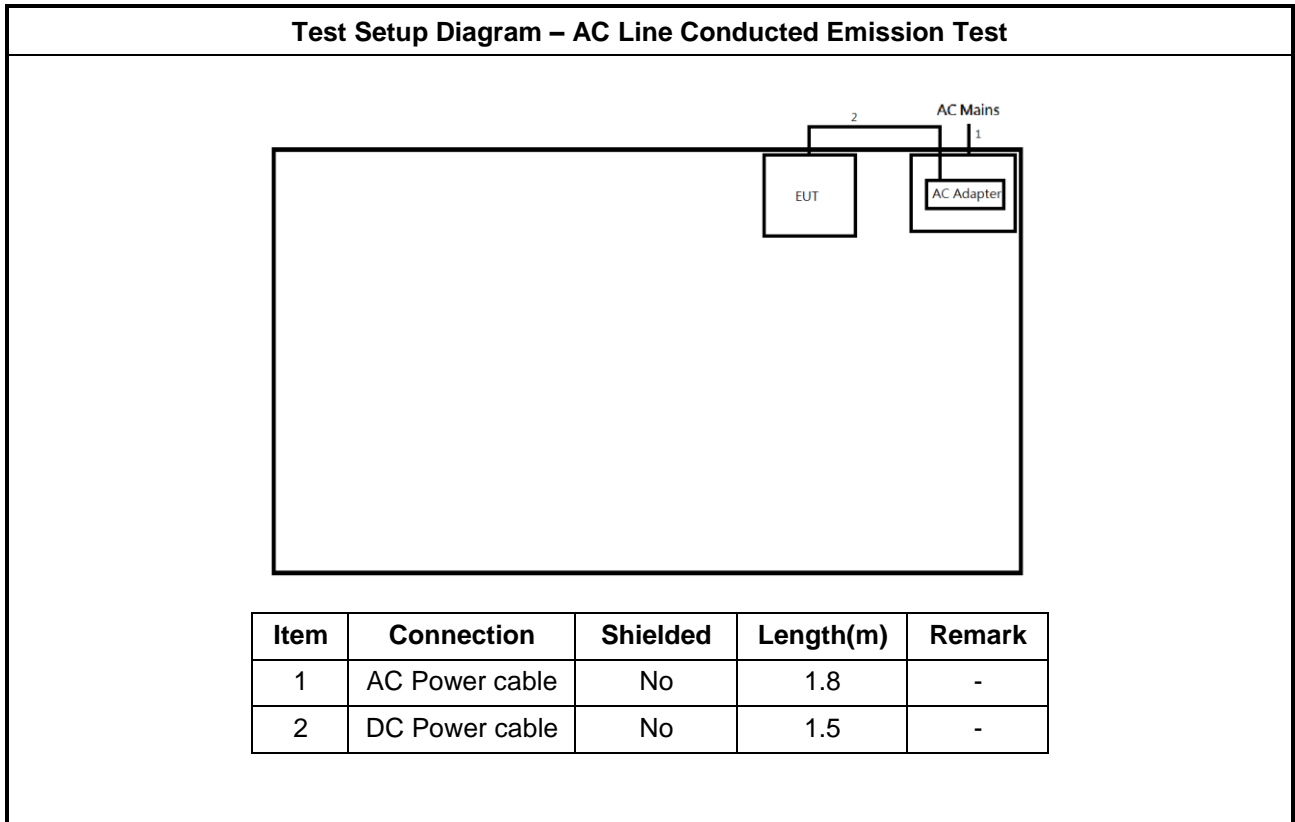 Test Setup Diagram – AC Line Conducted Emission Test
AC Mains
2
1
EUT
AC Adapter
Item Connection Shielded Length(m) Remark
1 AC Power cable No 1.8 -
2 DC Power cable No 1.5 -